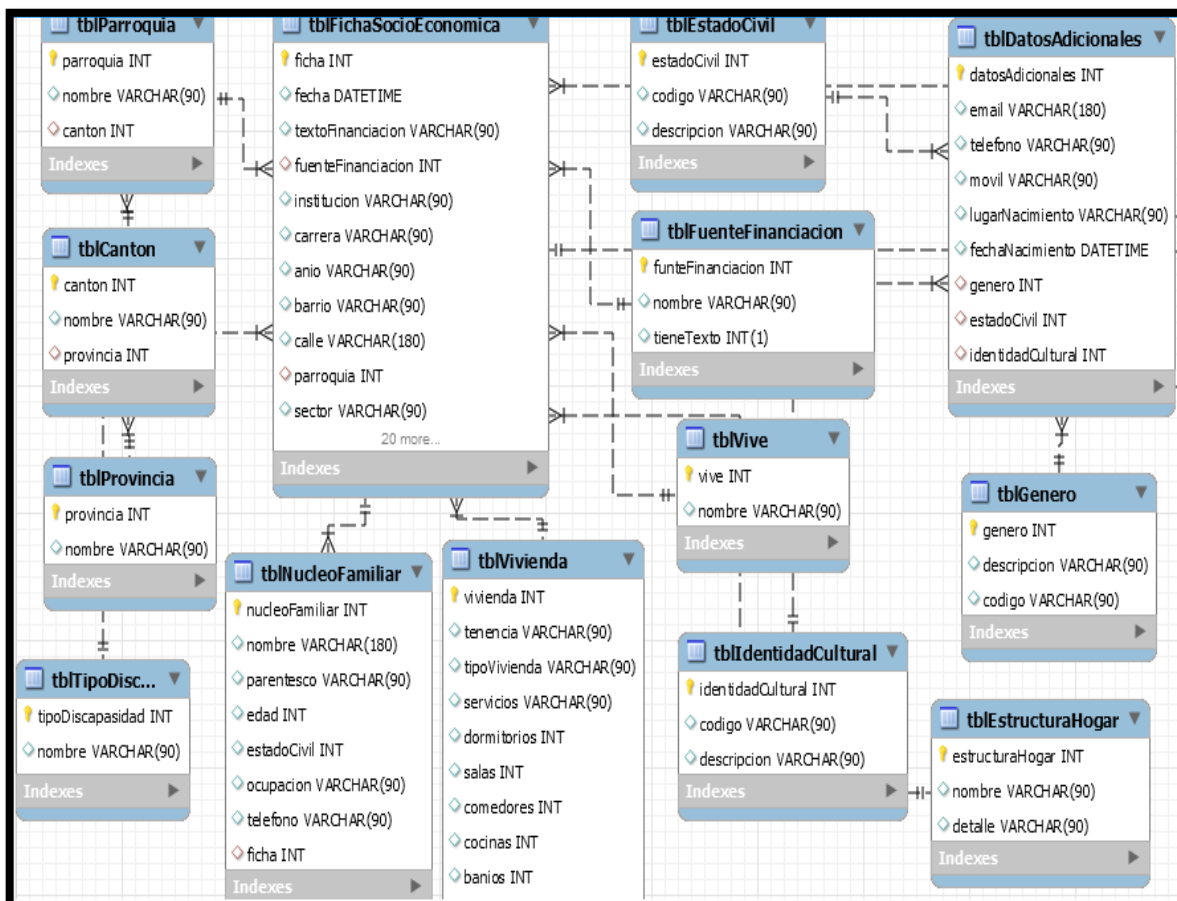 tblParroquia
parroquia INT
nombre VARCHAR(90)
canton INT
Indexes
tblCanton
canton INT
nombre VARCHAR(90)
provincia INT
Indexes
tblProvincia
provincia INT
nombre VARCHAR(90)
Indexes
tblTipoDisc...
tipoDiscapasidad INT
nombre VARCHAR(90)
Indexes
tblFichaSocioEconomica
ficha INT
fecha DATETIME
textoFinanciacion VARCHAR(90)
fuenteFinanciacion INT
institucion VARCHAR(90)
carrera VARCHAR(90)
anio VARCHAR(90)
barrio VARCHAR(90)
calle VARCHAR(180)
parroquia INT
sector VARCHAR(90)
20 more...
Indexes
tblNucleoFamiliar
nucleoFamiliar INT
nombre VARCHAR(180)
parentesco VARCHAR(90)
edad INT
estadoCivil INT
ocupacion VARCHAR(90)
telefono VARCHAR(90)
ficha INT
Indexes
tblVivienda
vivienda INT
tenencia VARCHAR(90)
tipoVivienda VARCHAR(90)
servicios VARCHAR(90)
dormitorios INT
salas INT
comedores INT
cocinas INT
banios INT
tblEstadoCivil
estadoCivil INT
codigo VARCHAR(90)
descripcion VARCHAR(90)
Indexes
tblFuenteFinanciacion
funteFinanciacion INT
nombre VARCHAR(90)
tieneTexto INT(1)
Indexes
tblVive
vive INT
nombre VARCHAR(90)
Indexes
tblIdentidadCultural
identidadCultural INT
codigo VARCHAR(90)
descripcion VARCHAR(90)
Indexes
tblDatosAdicionales
datosAdicionales INT
email VARCHAR(180)
telefono VARCHAR(90)
movil VARCHAR(90)
lugarNacimiento VARCHAR(90)
fechaNacimiento DATETIME
genero INT
estadoCivil INT
identidadCultural INT
Indexes
tblGenero
genero INT
descripcion VARCHAR(90)
codigo VARCHAR(90)
Indexes
tblEstructuraHogar
estructuraHogar INT
nombre VARCHAR(90)
detalle VARCHAR(90)
Indexes